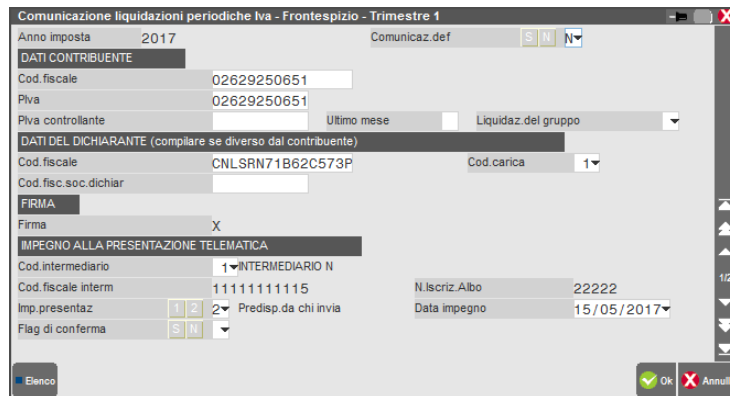 Comunicazione liquidazioni periodiche Iva - Frontespizio - Trimestre 1
Anno imposta 2017 Comunicaz.def S N N
DATI CONTRIBUENTE
Cod.fiscale 02629250651
PIva 02629250651
PIva controllante Ultimo mese Liquidaz.del gruppo
DATI DEL DICHIARANTE (compilare se diverso dal contribuente)
Cod.fiscale CNLSRN71B62C573P Cod.carica 1
Cod.fisc.soc.dichiar
FIRMA
Firma X
IMPEGNO ALLA PRESENTAZIONE TELEMATICA
Cod.intermediario 1 INTERMEDIARIO N
Cod.fiscale interm 11111111115 N.Iscriz.Albo 22222
Imp.presentaz 1 2 2 Predisp.da chi invia Data impegno 15/05/2017
Flag di conferma S N
1/2
Elenco Ok Annull